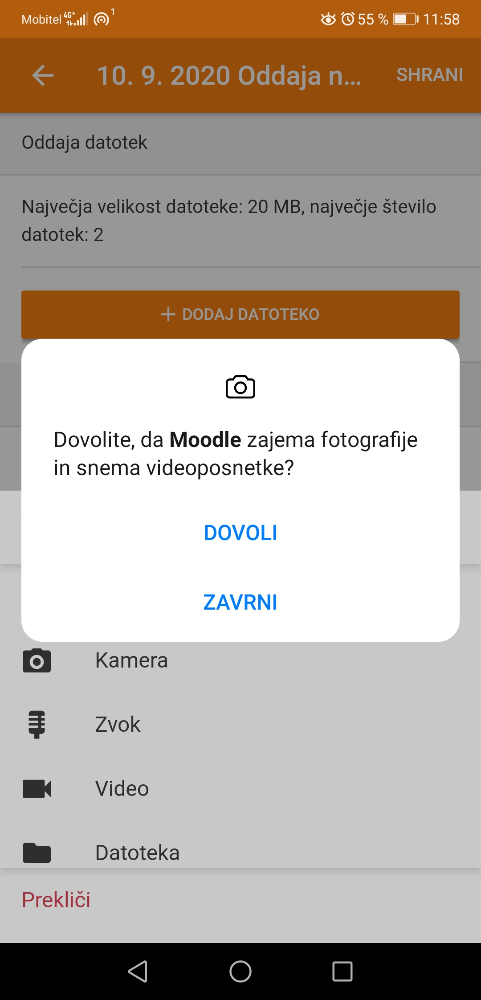 Mobitel 4G+ 1 55 % 11:58
10. 9. 2020 Oddaja n... SHRANI
Oddaja datotek
Največja velikost datoteke: 20 MB, največje število
datotek: 2
+ DODAJ DATOTEKO
Dovolite, da Moodle zajema fotografije
in snema videoposnetke?
DOVOLI
ZAVRNI
Kamera
Zvok
Video
Datoteka
Prekliči